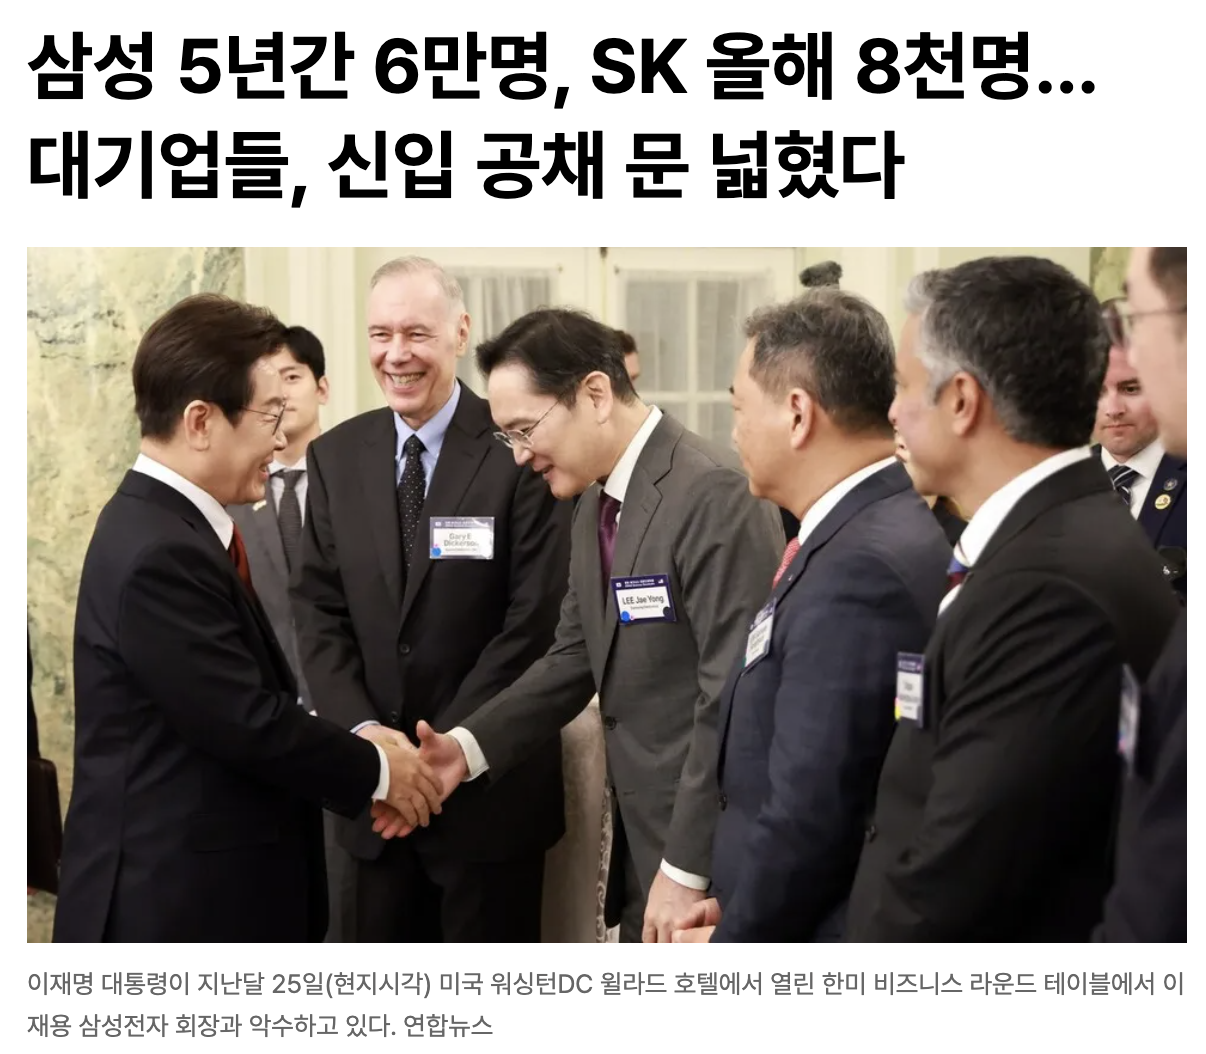 삼성 5년간 6만명, SK 올해 8천명…
대기업들, 신입 공채 문 넓혔다
Gary E
Dickerson
LEE Jae Yong
이재명 대통령이 지난달 25일(현지시각) 미국 워싱턴DC 윌라드 호텔에서 열린 한미 비즈니스 라운드 테이블에서 이
재용 삼성전자 회장과 악수하고 있다. 연합뉴스